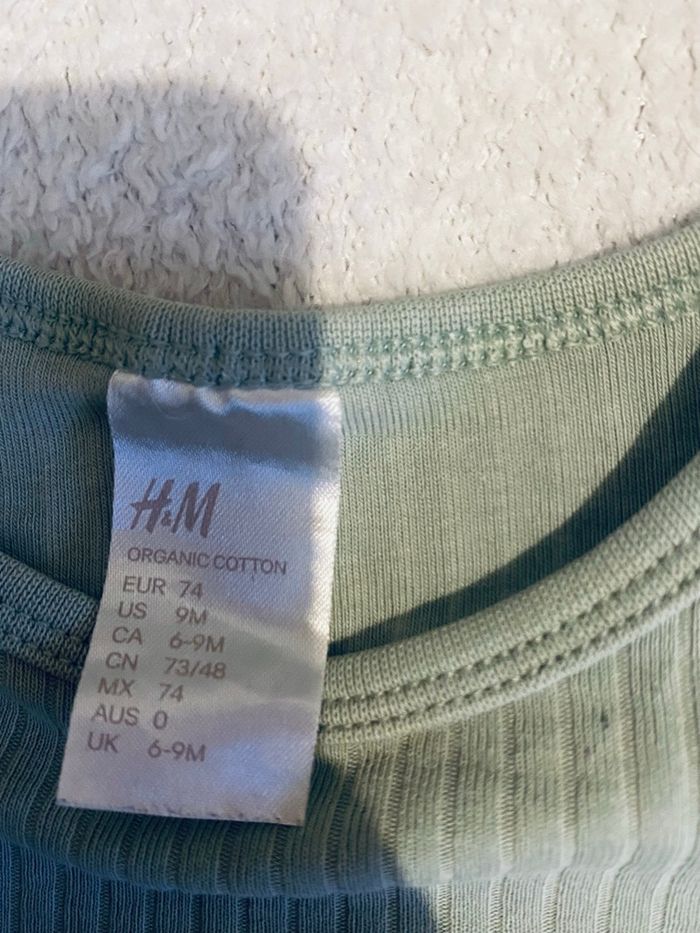 H&M
ORGANIC COTTON
EUR 74
US 9M
CA 6-9M
CN 73/48
MX 74
AUS 0
UK 6-9M